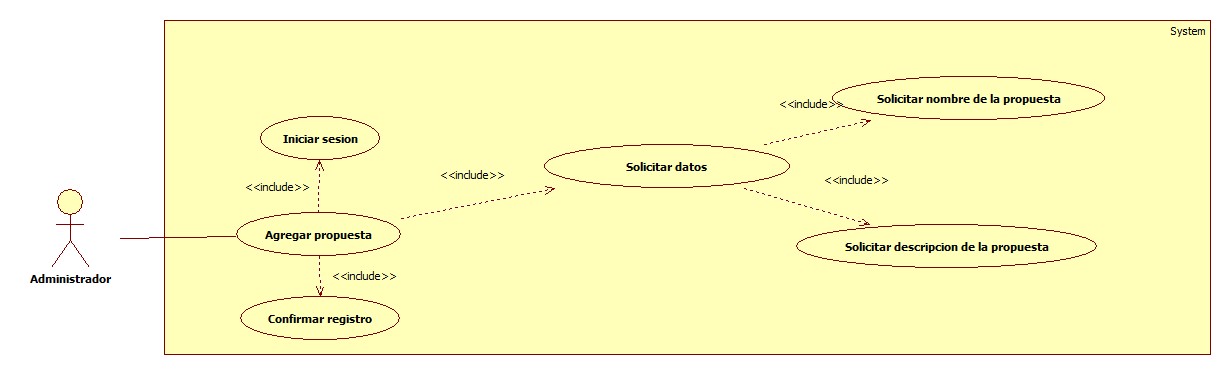 System
Solicitar nombre de la propuesta
<<include>>
Iniciar sesion
Solicitar datos
<<include>>
<<include>>
<<include>>
Agregar propuesta
Solicitar descripcion de la propuesta
Administrador
<<include>>
Confirmar registro